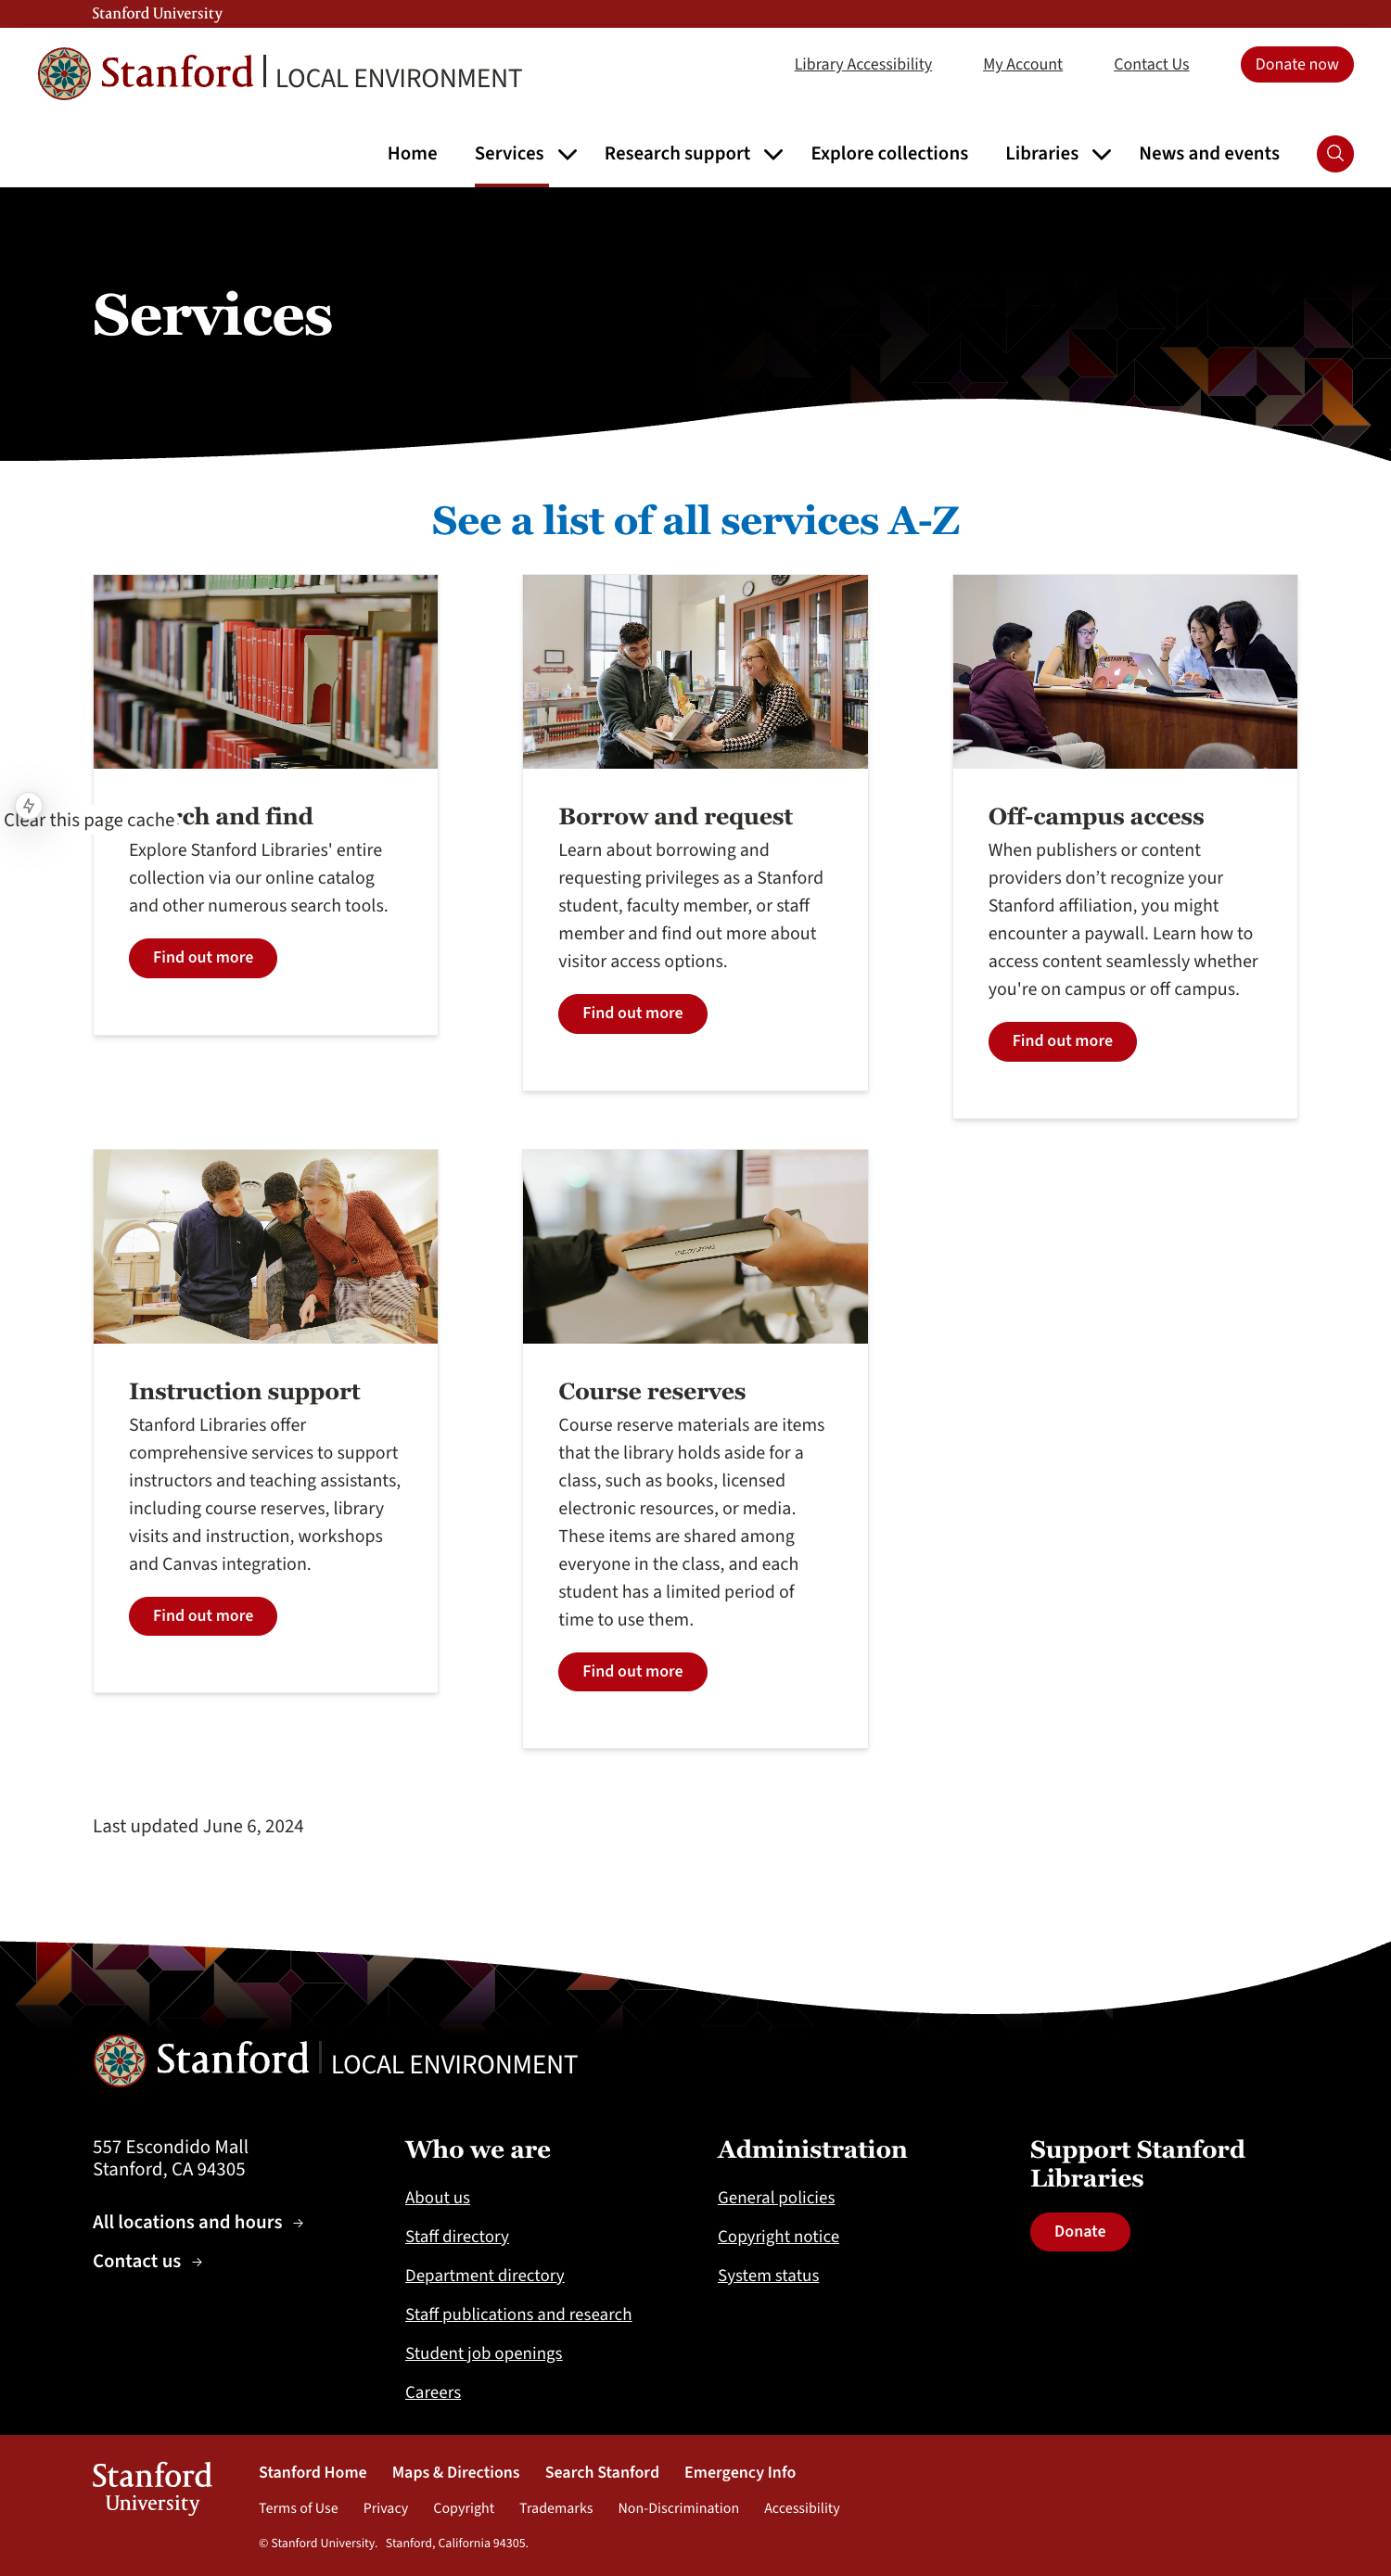 Stanford University
Stanford | LOCAL ENVIRONMENT
Library Accessibility
My Account
Contact Us
Donate now
Home
Services
Research support
Explore collections
Libraries
News and events
Services
See a list of all services A-Z
Clear this page cache
rch and find
Explore Stanford Libraries' entire
collection via our online catalog
and other numerous search tools.
Find out more
Borrow and request
Learn about borrowing and
requesting privileges as a Stanford
student, faculty member, or staff
member and find out more about
visitor access options.
Find out more
Off-campus access
When publishers or content
providers don’t recognize your
Stanford affiliation, you might
encounter a paywall. Learn how to
access content seamlessly whether
you're on campus or off campus.
Find out more
Instruction support
Stanford Libraries offer
comprehensive services to support
instructors and teaching assistants,
including course reserves, library
visits and instruction, workshops
and Canvas integration.
Find out more
Course reserves
Course reserve materials are items
that the library holds aside for a
class, such as books, licensed
electronic resources, or media.
These items are shared among
everyone in the class, and each
student has a limited period of
time to use them.
Find out more
Last updated June 6, 2024
Stanford | LOCAL ENVIRONMENT
557 Escondido Mall
Stanford, CA 94305
All locations and hours →
Contact us →
Who we are
About us
Staff directory
Department directory
Staff publications and research
Student job openings
Careers
Administration
General policies
Copyright notice
System status
Support Stanford
Libraries
Donate
Stanford
University
Stanford Home
Maps & Directions
Search Stanford
Emergency Info
Terms of Use
Privacy
Copyright
Trademarks
Non-Discrimination
Accessibility
© Stanford University. Stanford, California 94305.